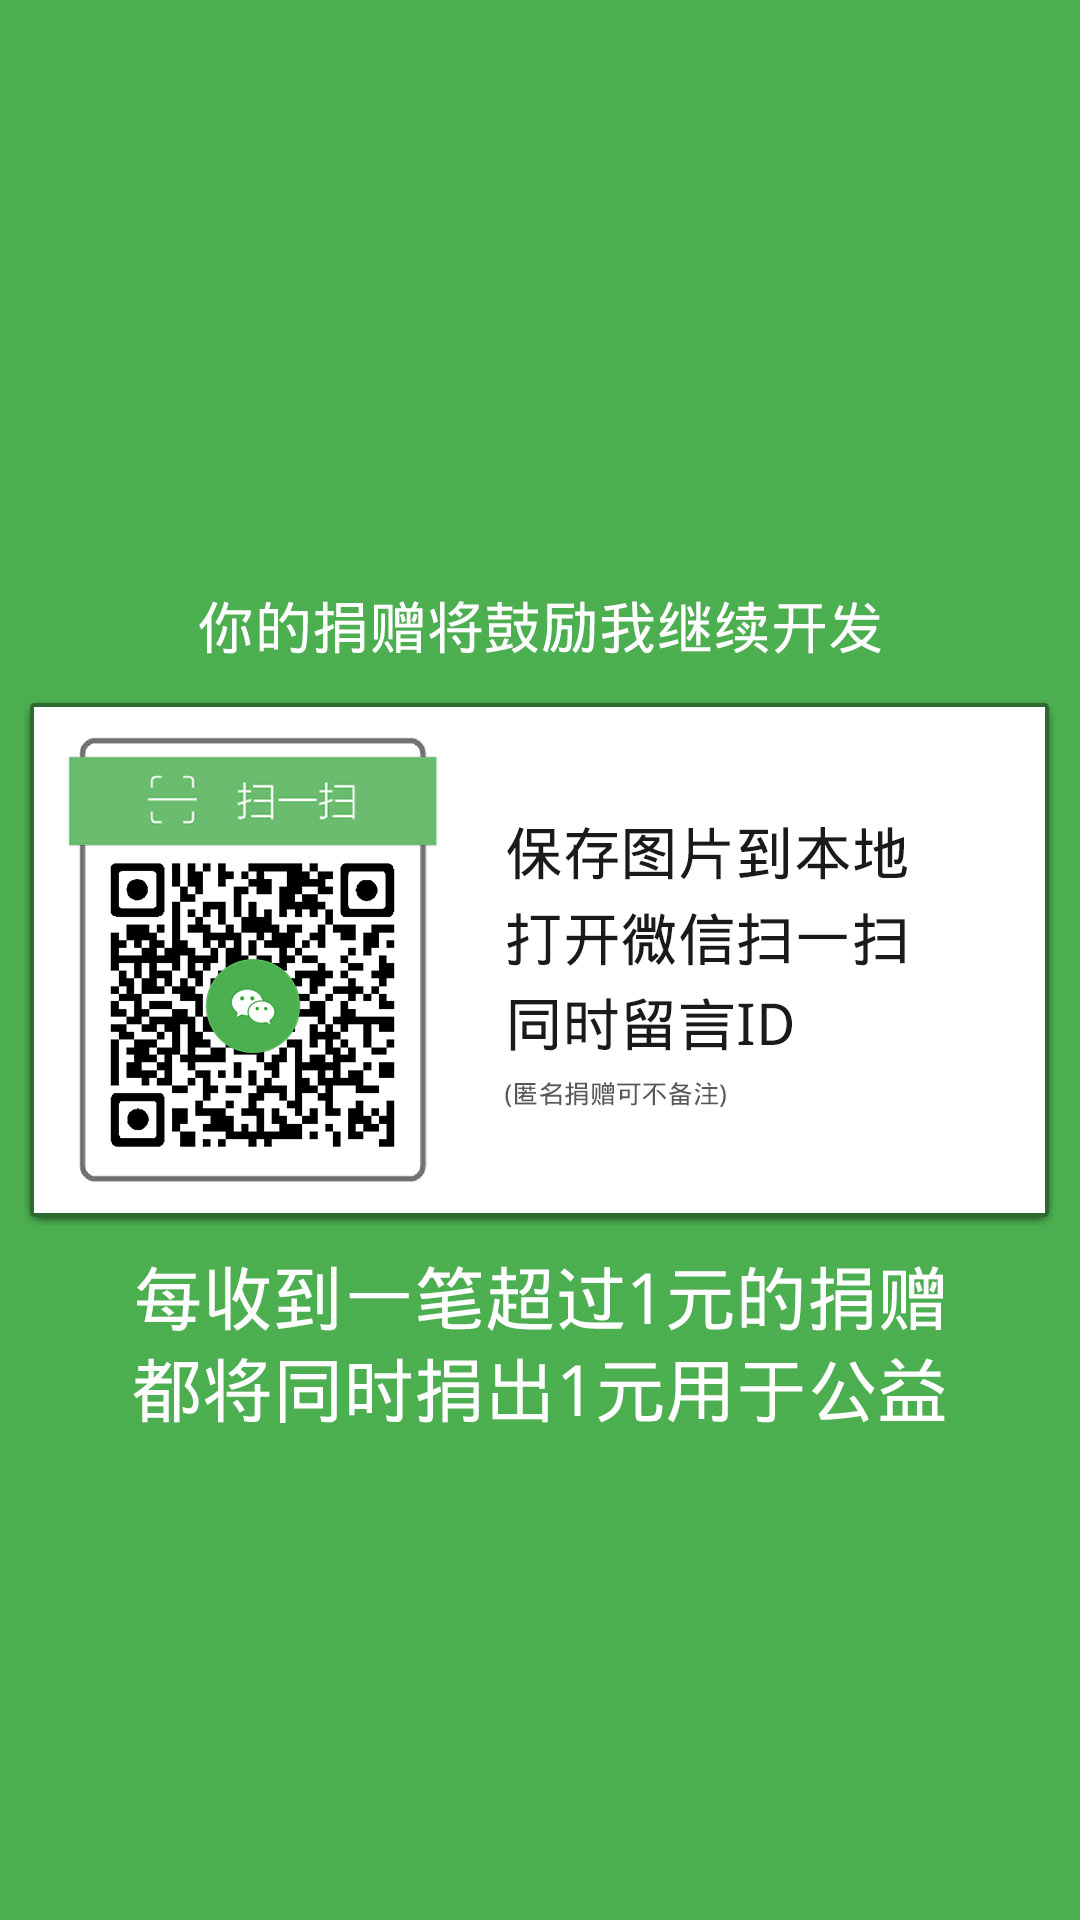 你的捐赠将鼓励我继续开发
扫一扫
保存图片到本地
打开微信扫一扫
同时留言ID
(匿名捐赠可不备注)
每收到一笔超过1元的捐赠
都将同时捐出1元用于公益